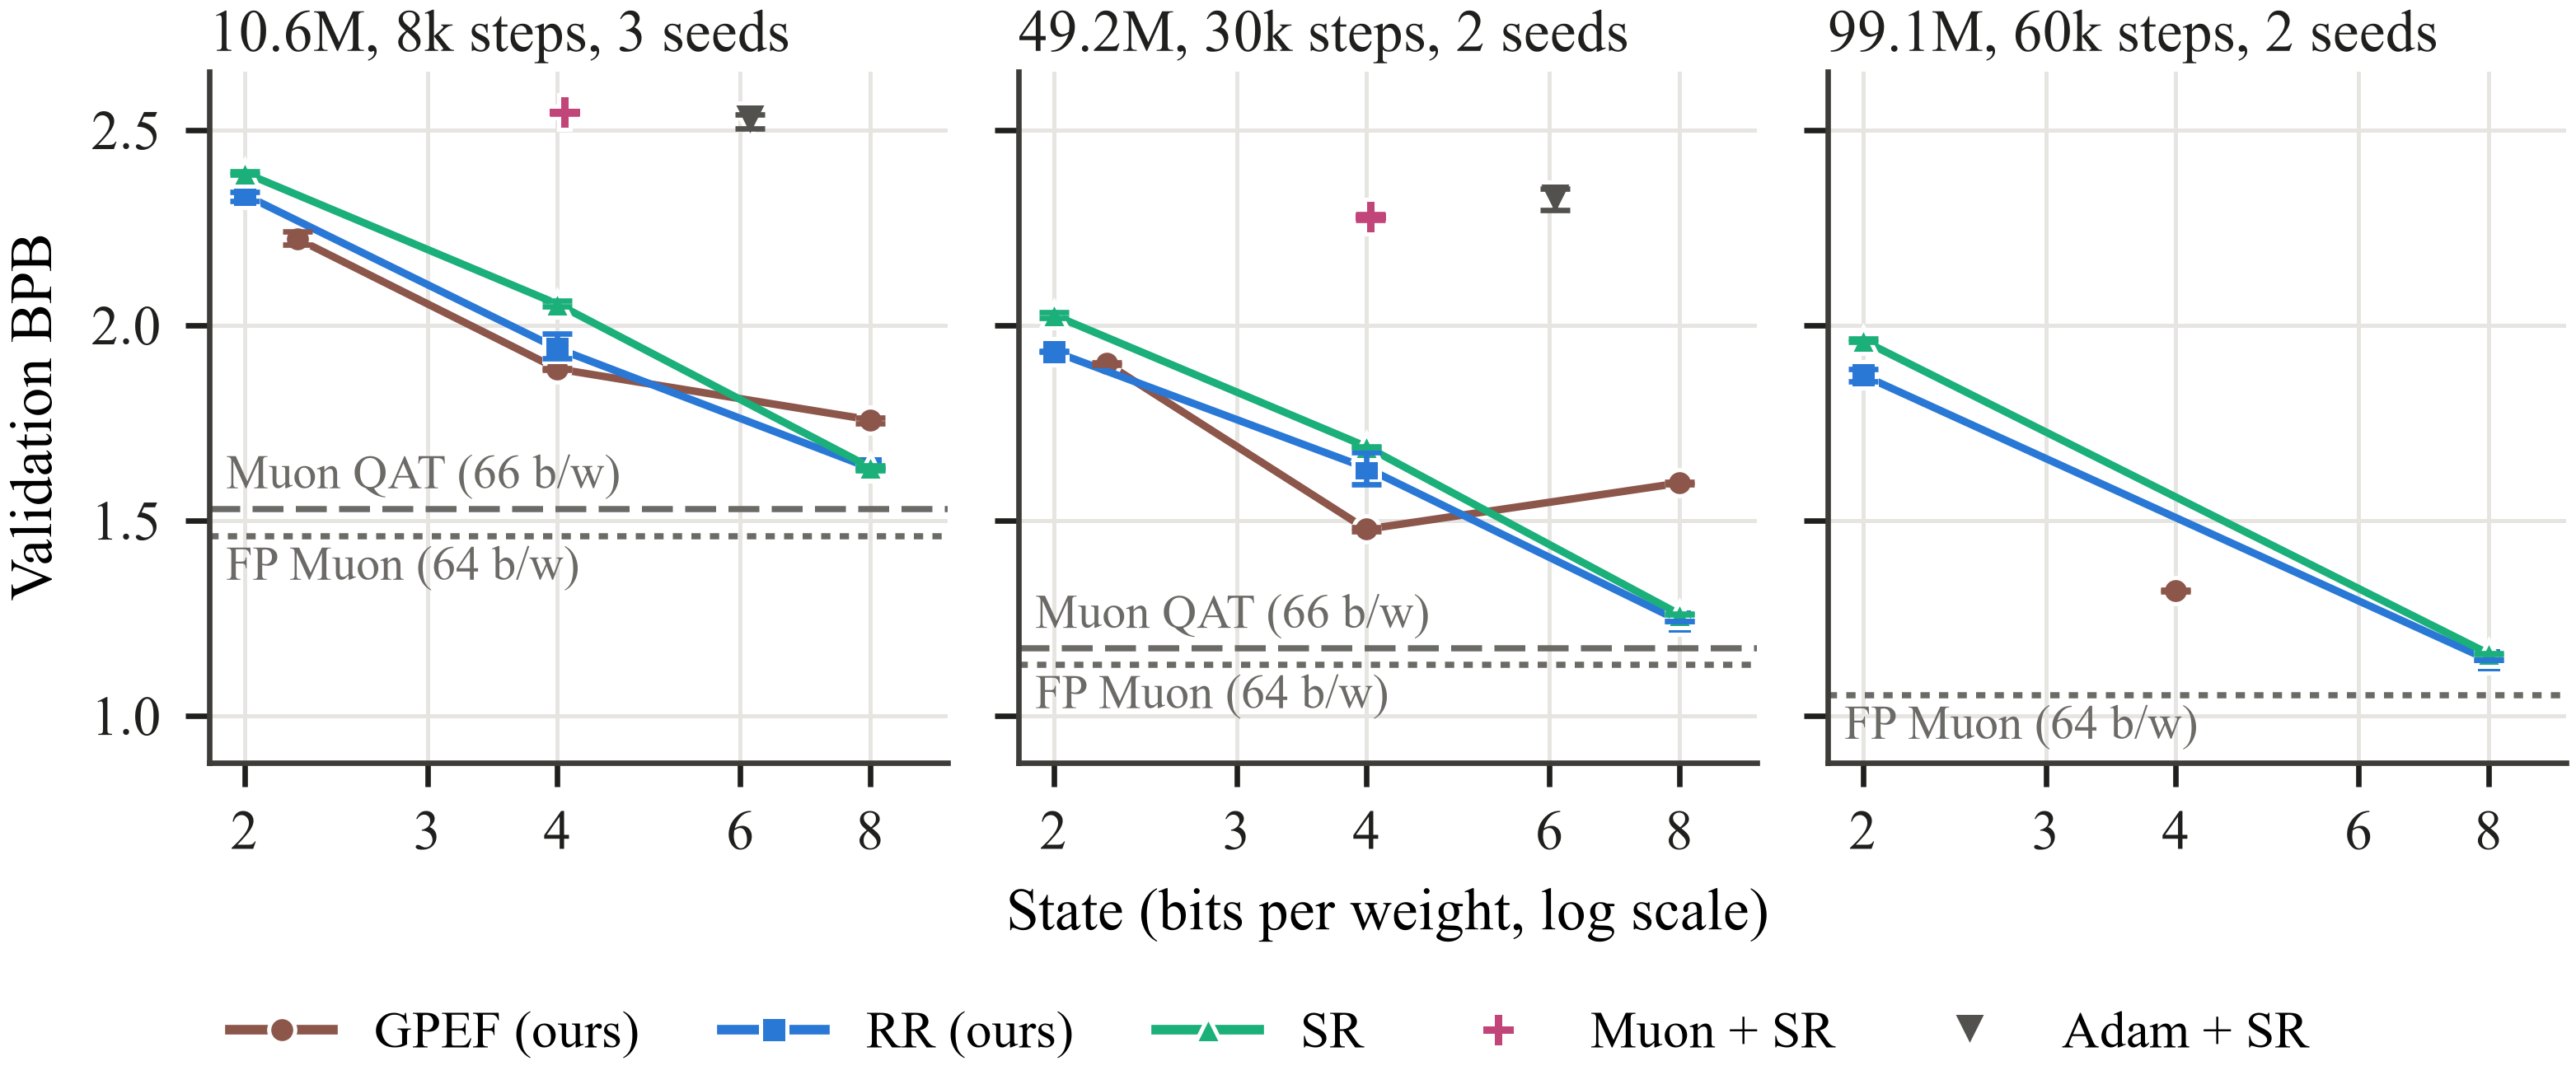 10.6M, 8k steps, 3 seeds
49.2M, 30k steps, 2 seeds
99.1M, 60k steps, 2 seeds
Validation BPB
2.5
2.0
1.5
1.0
Muon QAT (66 b/w)
FP Muon (64 b/w)
Muon QAT (66 b/w)
FP Muon (64 b/w)
FP Muon (64 b/w)
2 3 4 6 8
2 3 4 6 8
2 3 4 6 8
State (bits per weight, log scale)
GPEF (ours)
RR (ours)
SR
Muon + SR
Adam + SR